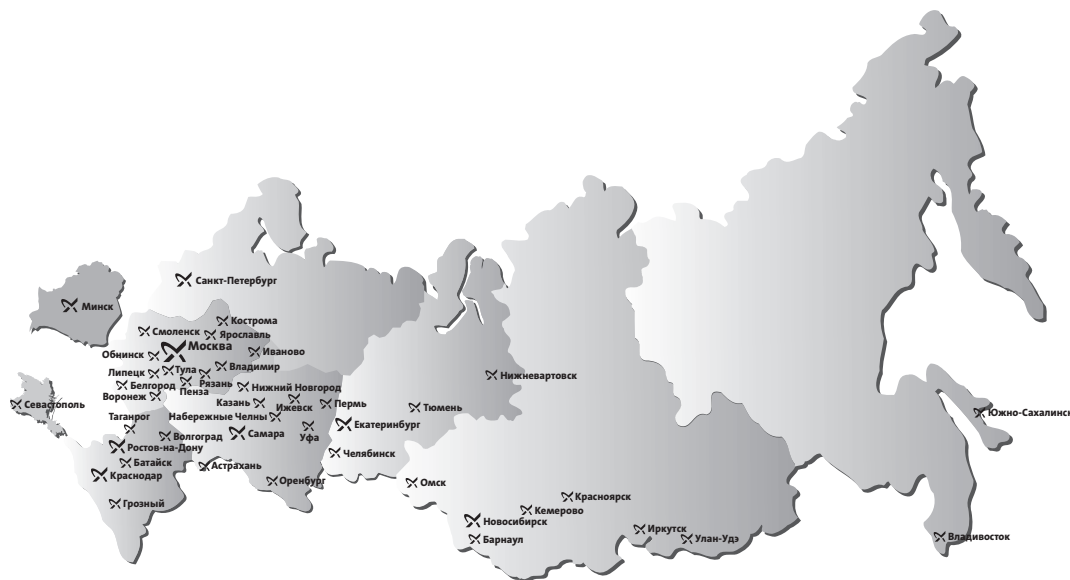 Санкт-Петербург
Минск
Кострома
Смоленск
Ярославль
Москва
Обнинск
Иваново
Липецк
Тула
Владимир
Белгород
Рязань
Нижний Новгород
Воронеж
Пенза
Казань
Ижевск
Пермь
Севастополь
Таганрог
Набережные Челны
Нижневартовск
Тюмень
Южно-Сахалинск
Волгоград
Самара
Уфа
Екатеринбург
Ростов-на-Дону
Батайск
Астрахань
Челябинск
Краснодар
Оренбург
Омск
Грозный
Красноярск
Кемерово
Новосибирск
Барнаул
Иркутск
Улан-Удэ
Владивосток